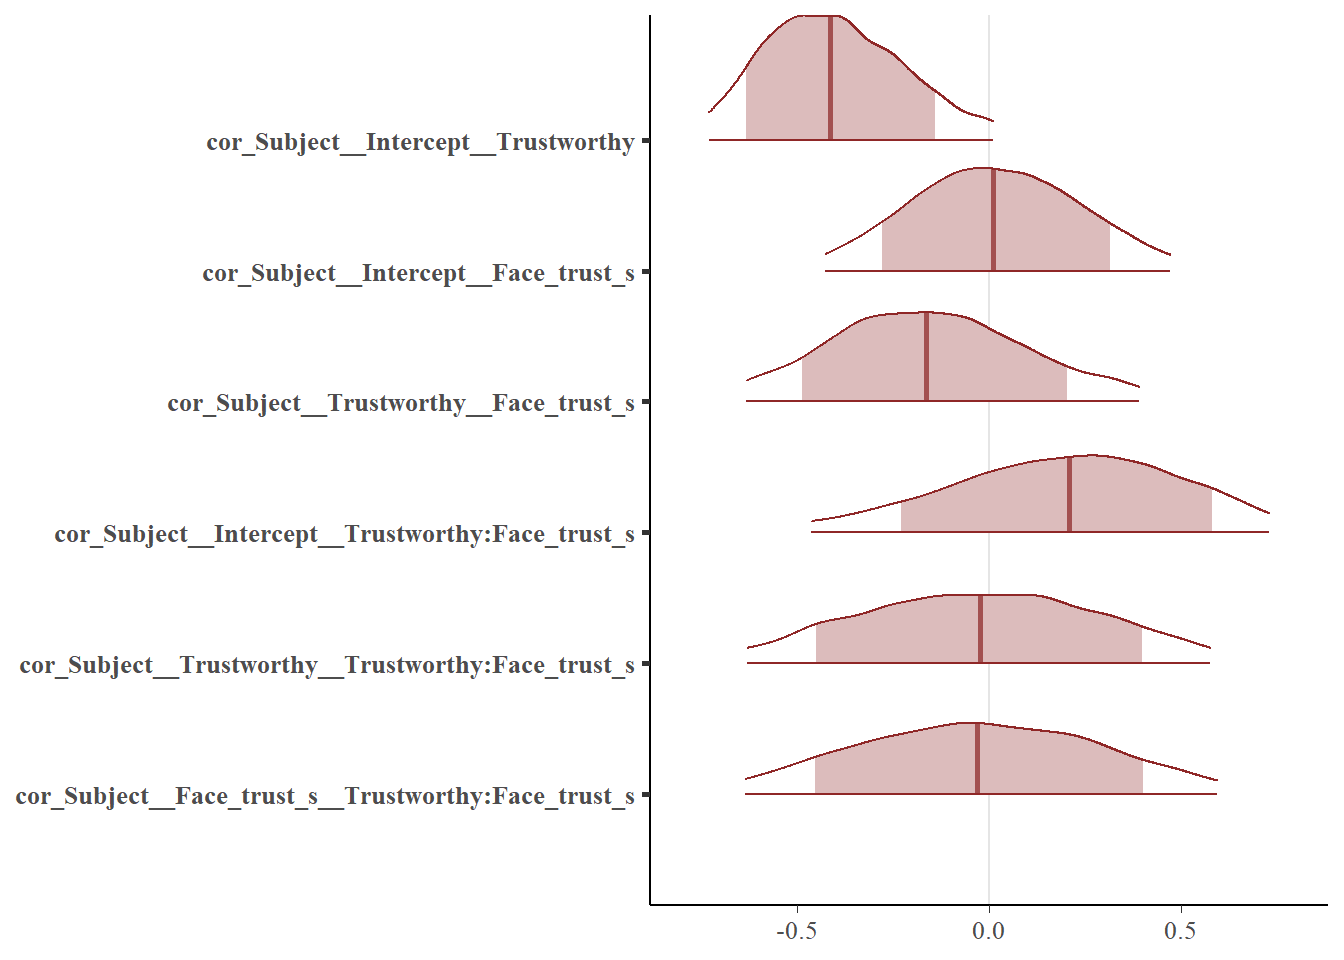 cor_Subject__Intercept__Trustworthy
cor_Subject__Intercept__Face_trust_s
cor_Subject__Trustworthy__Face_trust_s
cor_Subject__Intercept__Trustworthy:Face_trust_s
cor_Subject__Trustworthy__Trustworthy:Face_trust_s
cor_Subject__Face_trust_s__Trustworthy:Face_trust_s
-0.5 0.0 0.5